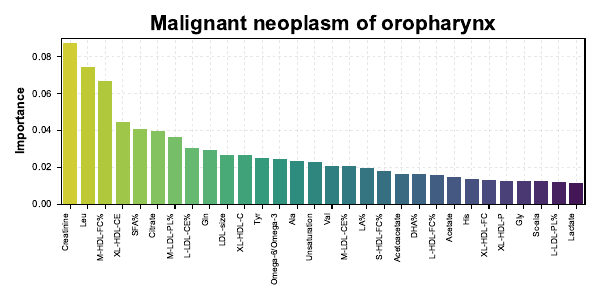 Malignant neoplasm of oropharynx
Importance
0.08
0.06
0.04
0.02
0.00
Creatinine
Leu
M-HDL-FC%
XL-HDL-CE
SFA%
Citrate
M-LDL-PL%
L-LDL-CE%
Gln
LDL-size
XL-HDL-C
Tyr
Omega-6/Omega-3
Ala
Unsaturation
Val
M-LDL-CE%
LA%
S-HDL-FC%
Acetoacetate
DHA%
L-HDL-FC%
Acetate
His
XL-HDL-FC
XL-HDL-P
Gly
L-LDL-PL%
Lactate